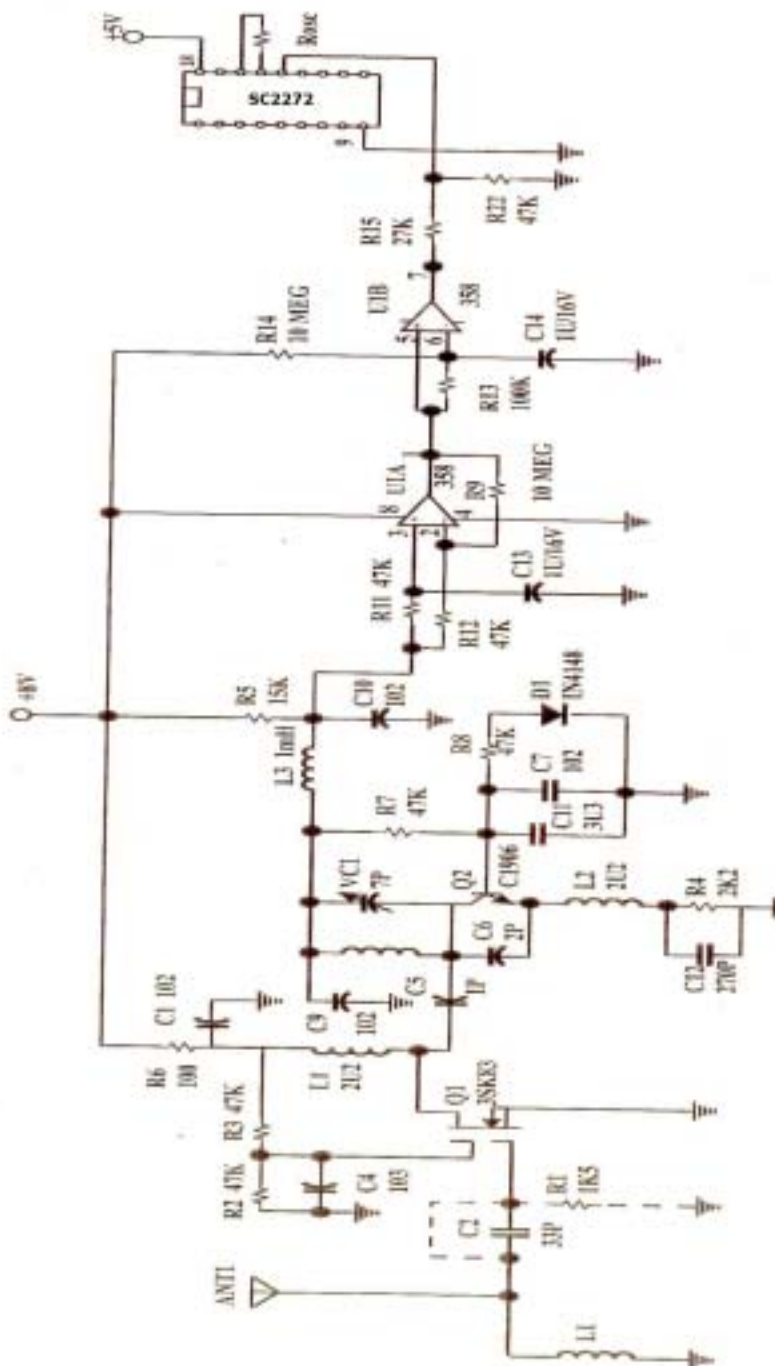 ANT1
L1
C2
33P
R1
1K5
R2 47K
R3 47K
C4
103
R6
100
C1 102
L1
2U2
Q1
3SK83
C5
1P
C9
102
VC1
7P
C6
2P
Q2
C1906
L2
2U2
C12
270P
R4
2K2
R7
47K
C11
3U3
C7
102
R8
47K
D1
IN4148
L3 1mH
+8V
R5
15K
C10
102
R11 47K
R12
47K
C13
1U/16V
3
2
8
4
U1A
358
R9
10 MEG
R13
100K
R14
10 MEG
5
6
7
U1B
358
C14
1U/16V
R15
27K
R22
47K
+5V
18
SC2272
9
Rosc